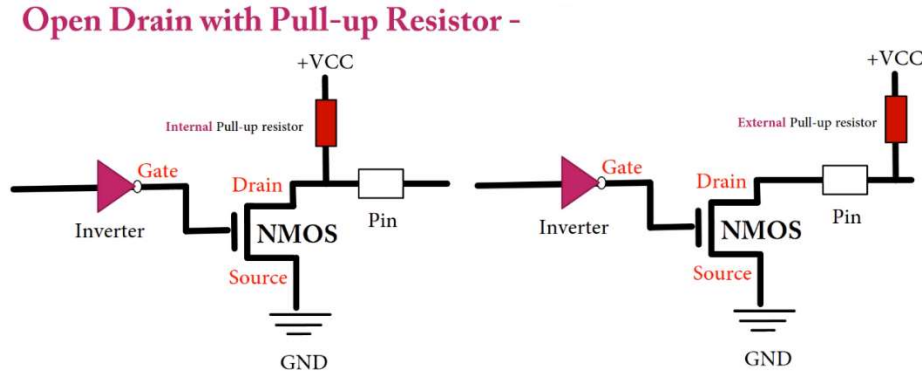 Open Drain with Pull-up Resistor -
+VCC
Internal Pull-up resistor
Gate
Drain
Inverter
NMOS
Pin
Source
GND
+VCC
External Pull-up resistor
Gate
Drain
Inverter
NMOS
Pin
Source
GND